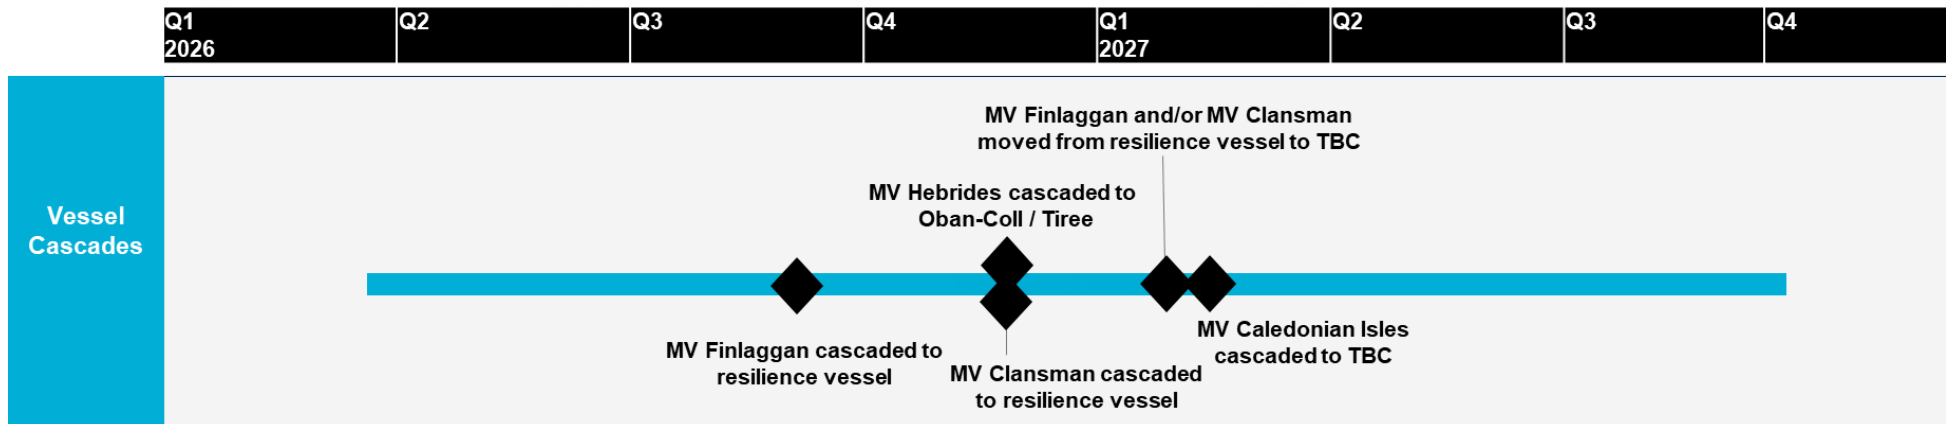 Q1
2026
Q2
Q3
Q4
Q1
2027
Q2
Q3
Q4
Vessel
Cascades
MV Finlaggan and/or MV Clansman
moved from resilience vessel to TBC
MV Hebrides cascaded to
Oban-Coll / Tiree
MV Finlaggan cascaded to
resilience vessel
MV Clansman cascaded
to resilience vessel
MV Caledonian Isles
cascaded to TBC